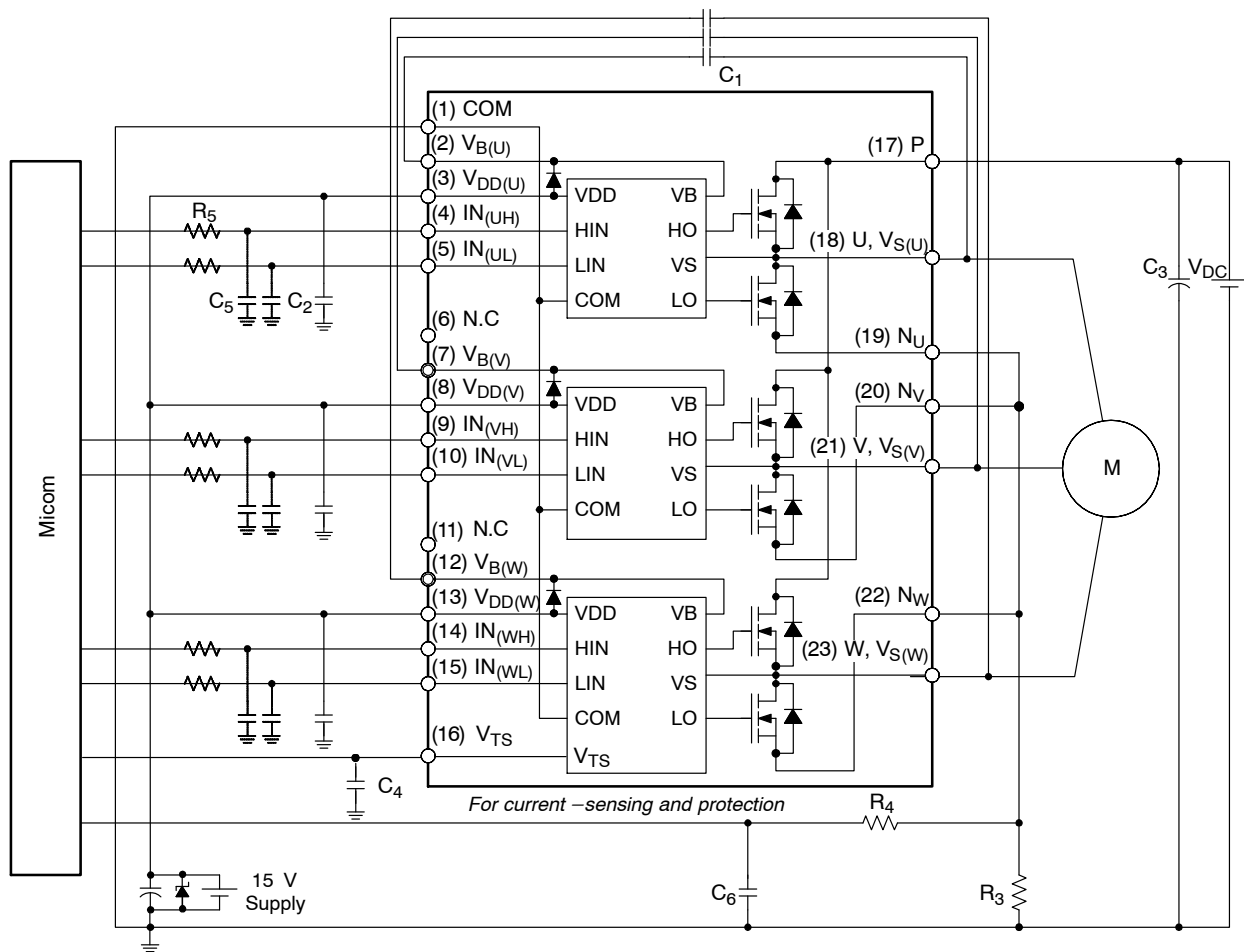 C1
(1) COM
(2) VB(U)
(3) VDD(U)
(4) IN(UH)
(5) IN(UL)
(6) N.C
(7) VB(V)
(8) VDD(V)
(9) IN(VH)
(10) IN(VL)
(11) N.C
(12) VB(W)
(13) VDD(W)
(14) IN(WH)
(15) IN(WL)
(16) VTS
Micom
R5
C5
C2
C4
VDD
HIN
LIN
COM
VB
HO
VS
LO
VDD
HIN
LIN
COM
VB
HO
VS
LO
VDD
HIN
LIN
COM
VTS
VB
HO
VS
LO
(17) P
(18) U, VS(U)
(19) NU
(20) NV
(21) V, VS(V)
(22) NW
(23) W, VS(W)
C3
VDC
M
For current –sensing and protection
R4
15 V
Supply
C6
R3